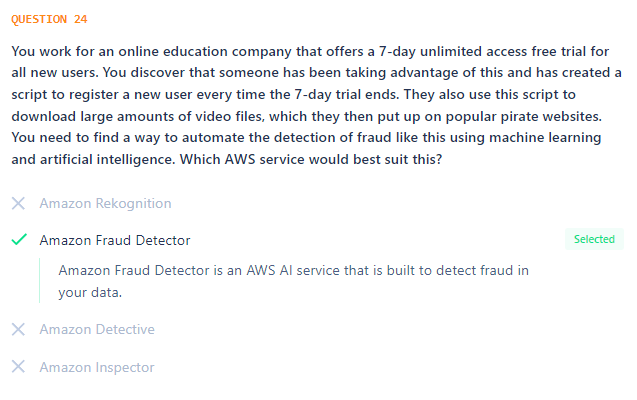 QUESTION 24
You work for an online education company that offers a 7-day unlimited access free trial for
all new users. You discover that someone has been taking advantage of this and has created a
script to register a new user every time the 7-day trial ends. They also use this script to
download large amounts of video files, which they then put up on popular pirate websites.
You need to find a way to automate the detection of fraud like this using machine learning
and artificial intelligence. Which AWS service would best suit this?
Amazon Rekognition
Amazon Fraud Detector
Selected
Amazon Fraud Detector is an AWS AI service that is built to detect fraud in
your data.
Amazon Detective
Amazon Inspector